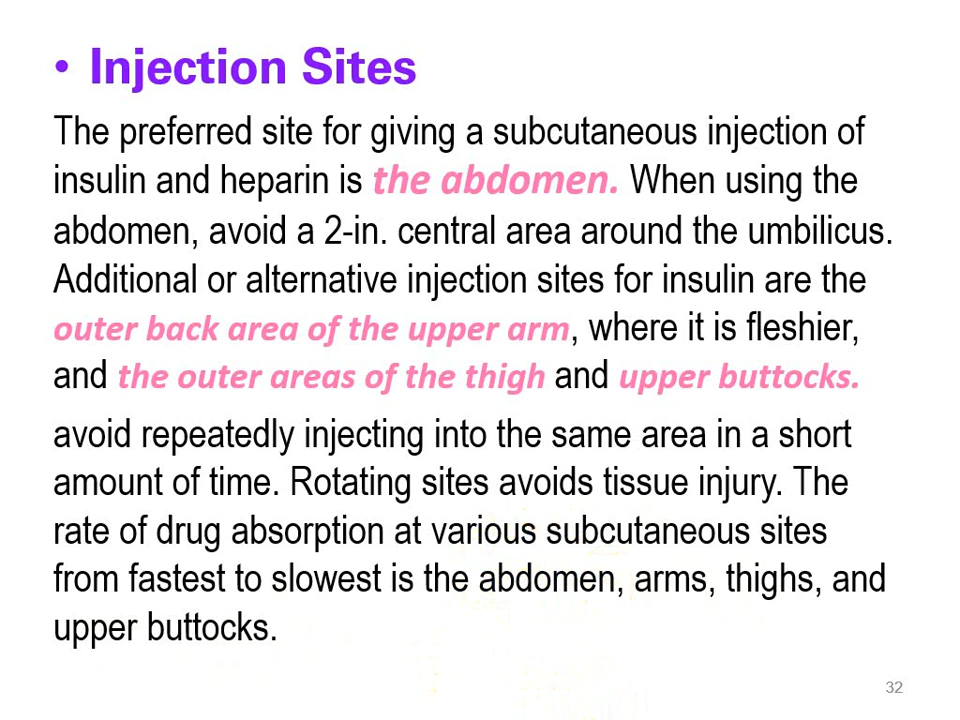 • Injection Sites
The preferred site for giving a subcutaneous injection of
insulin and heparin is the abdomen. When using the
abdomen, avoid a 2-in. central area around the umbilicus.
Additional or alternative injection sites for insulin are the
outer back area of the upper arm, where it is fleshier,
and the outer areas of the thigh and upper buttocks.
avoid repeatedly injecting into the same area in a short
amount of time. Rotating sites avoids tissue injury. The
rate of drug absorption at various subcutaneous sites
from fastest to slowest is the abdomen, arms, thighs, and
upper buttocks.
32